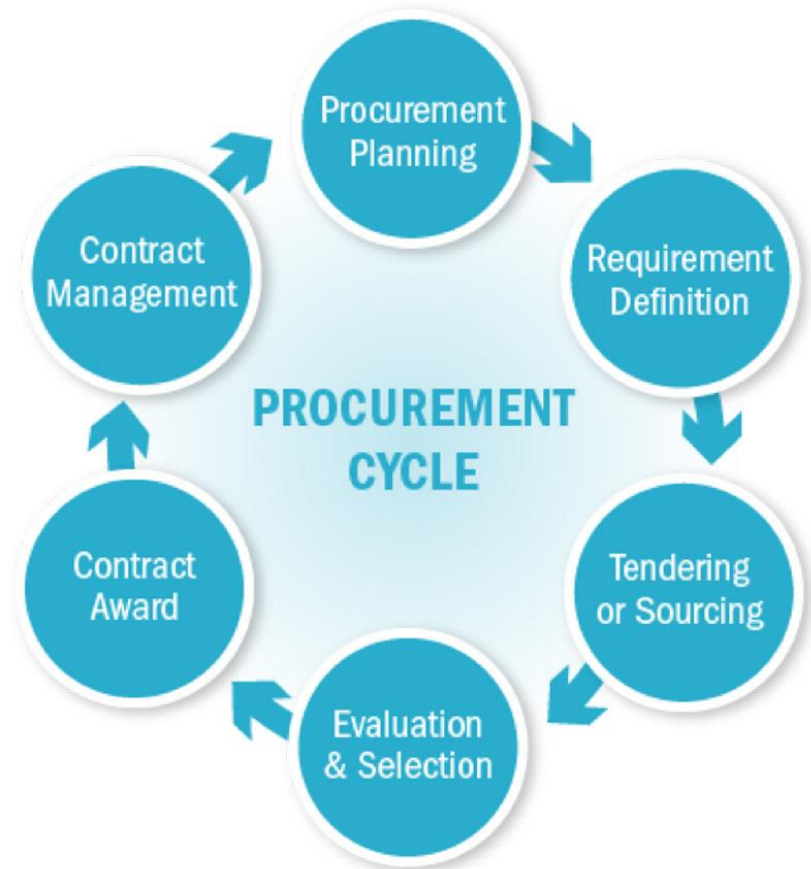 Procurement
Planning
Requirement
Definition
Tendering
or Sourcing
Evaluation
& Selection
Contract
Award
Contract
Management
PROCUREMENT
CYCLE